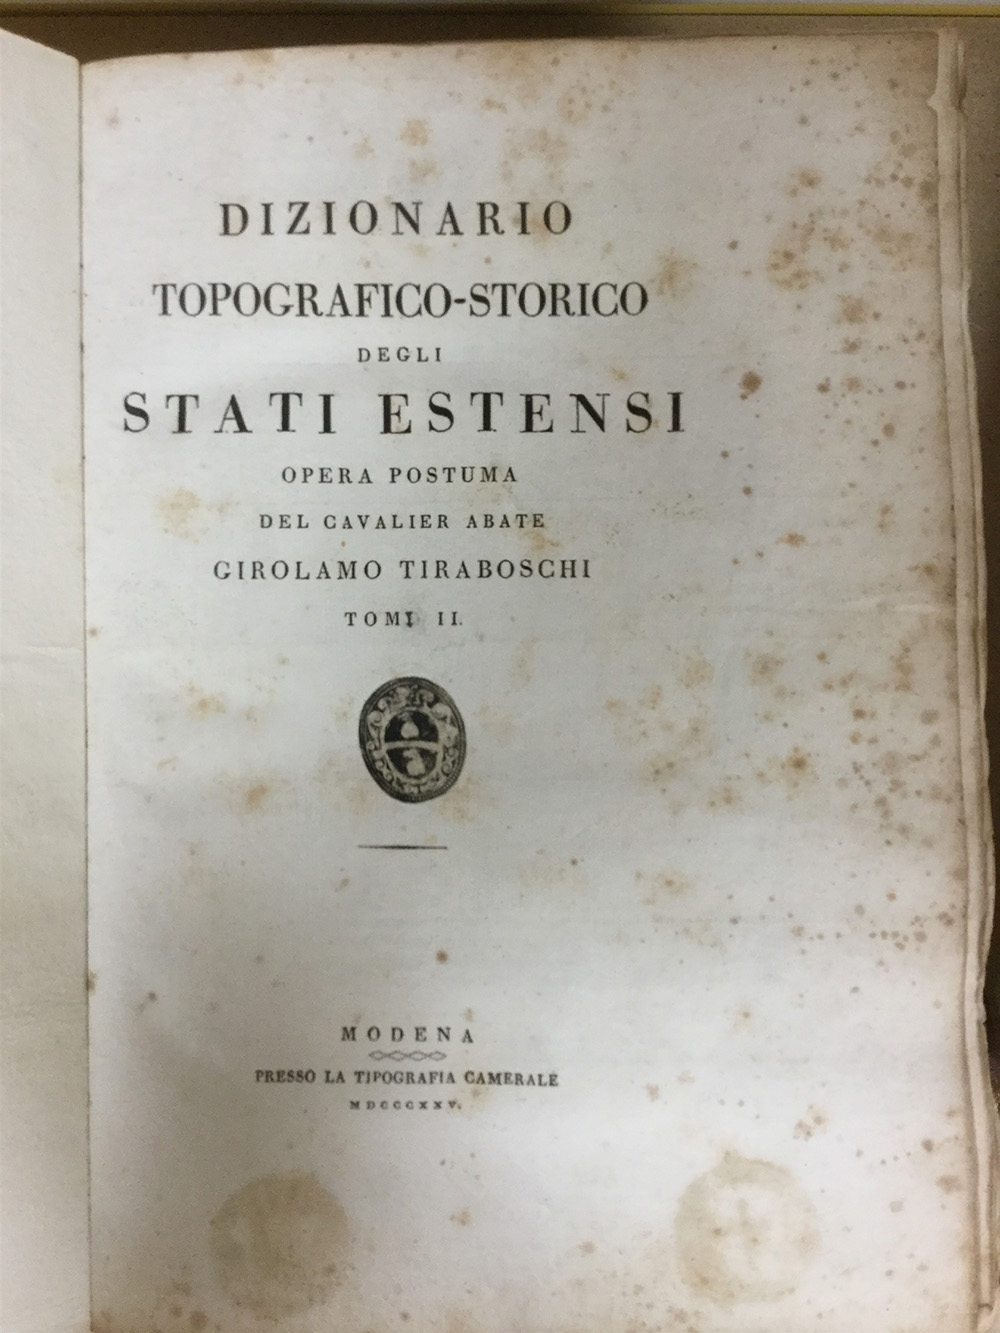 DIZIONARIO
TOPOGRAFICO-STORICO
DEGLI
STATI ESTENSI
OPERA POSTUMA
DEL CAVALIER ABATE
GIROLAMO TIRABOSCHI
TOMI II.
MODENA
PRESSO LA TIPOGRAFIA CAMERALE
MDCCCXXV.